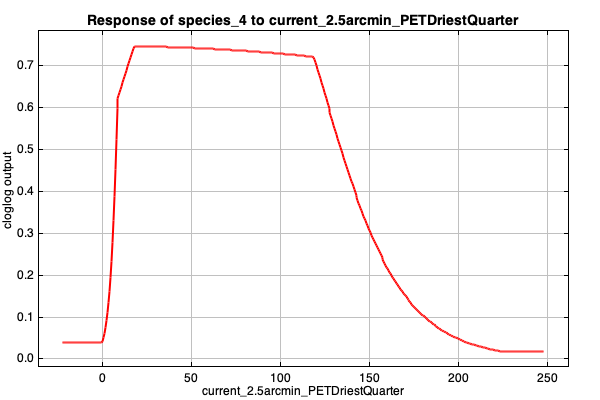 Response of species_4 to current_2.5arcmin_PETDriestQuarter
cloglog output
0.7
0.6
0.5
0.4
0.3
0.2
0.1
0.0
0 50 100 150 200 250
current_2.5arcmin_PETDriestQuarter